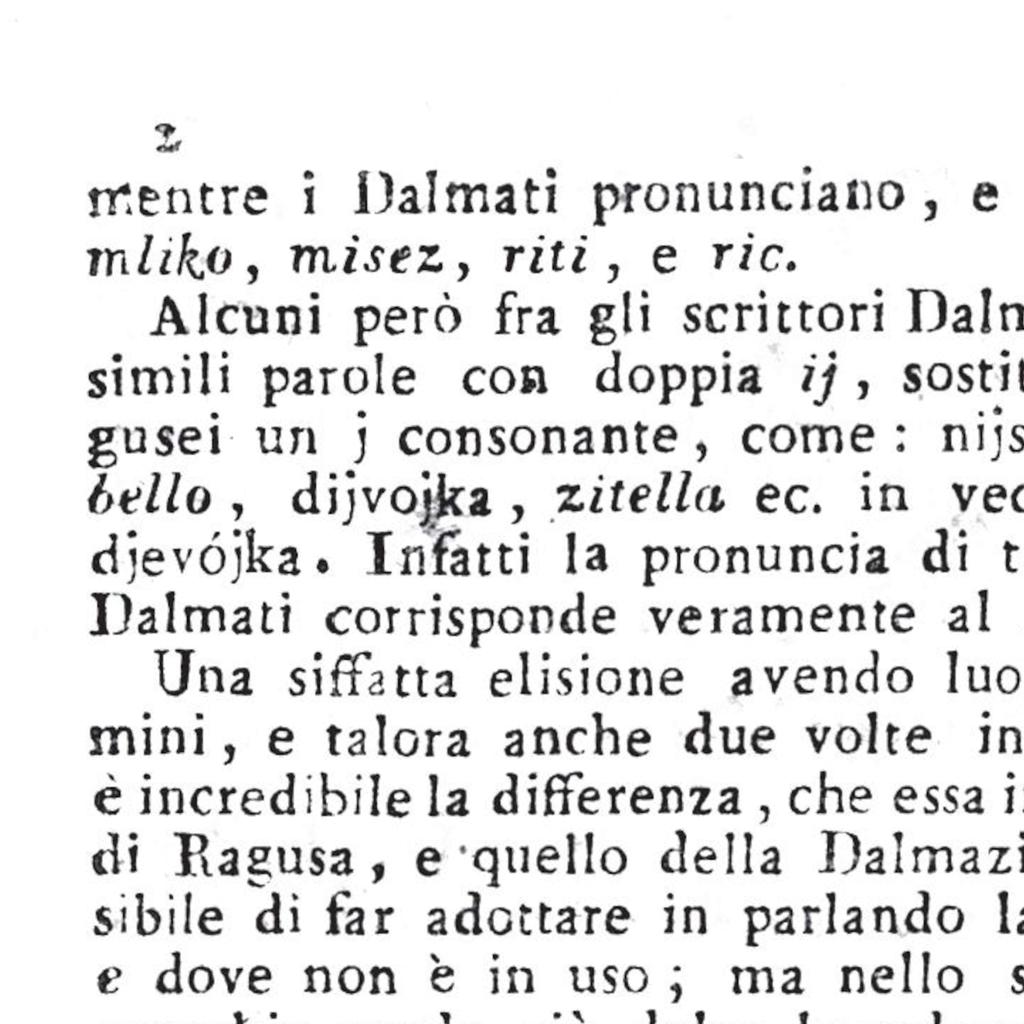 2
mentre i Dalmati pronunciano, e
mliko, misez, riti, e ric.
Alcuni però fra gli scrittori Dalm
simili parole con doppia ij, sostit
gusei un j consonante, come: nijs
bello, dijvojka, zitella ec. in vec
djevójka. Infatti la pronuncia di t
Dalmati corrisponde veramente al
Una siffatta elisione avendo luo
mini, e talora anche due volte in
è incredibile la differenza, che essa i
di Ragusa, e quello della Dalmazi
sibile di far adottare in parlando la
e dove non è in uso; ma nello s